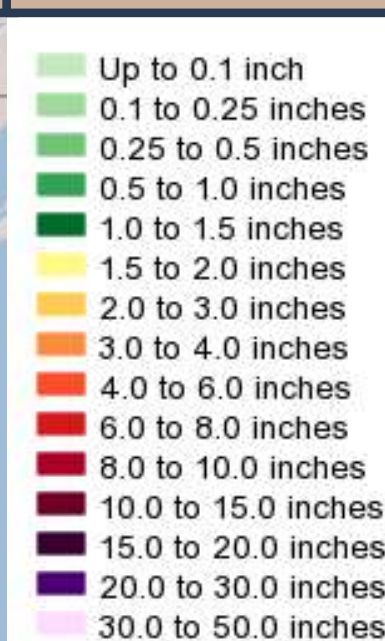 Up to 0.1 inch
0.1 to 0.25 inches
0.25 to 0.5 inches
0.5 to 1.0 inches
1.0 to 1.5 inches
1.5 to 2.0 inches
2.0 to 3.0 inches
3.0 to 4.0 inches
4.0 to 6.0 inches
6.0 to 8.0 inches
8.0 to 10.0 inches
10.0 to 15.0 inches
15.0 to 20.0 inches
20.0 to 30.0 inches
30.0 to 50.0 inches